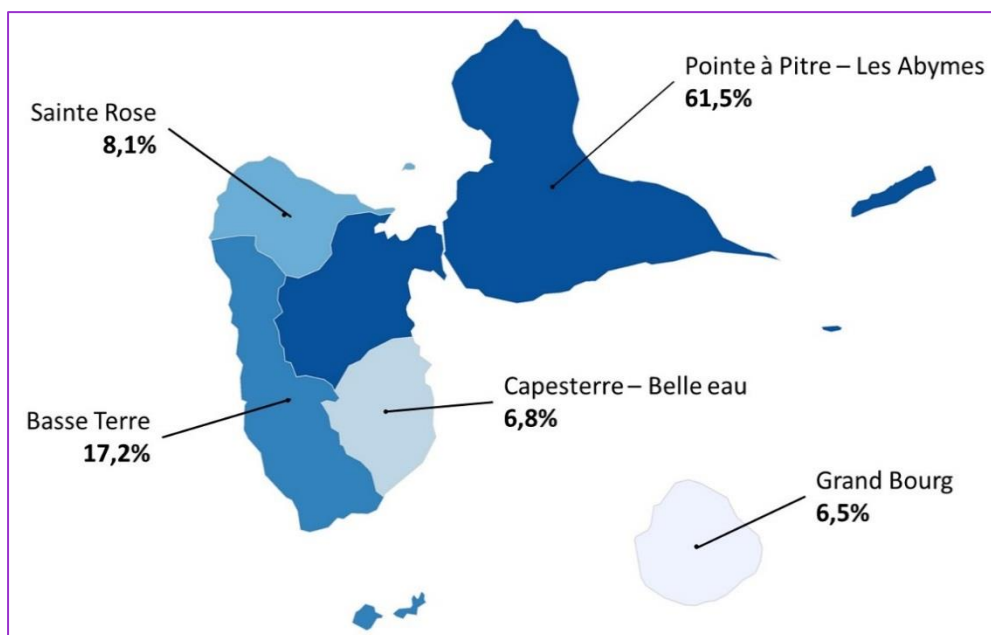 Pointe à Pitre – Les Abymes
61,5%
Sainte Rose
8,1%
Capesterre – Belle eau
6,8%
Basse Terre
17,2%
Grand Bourg
6,5%